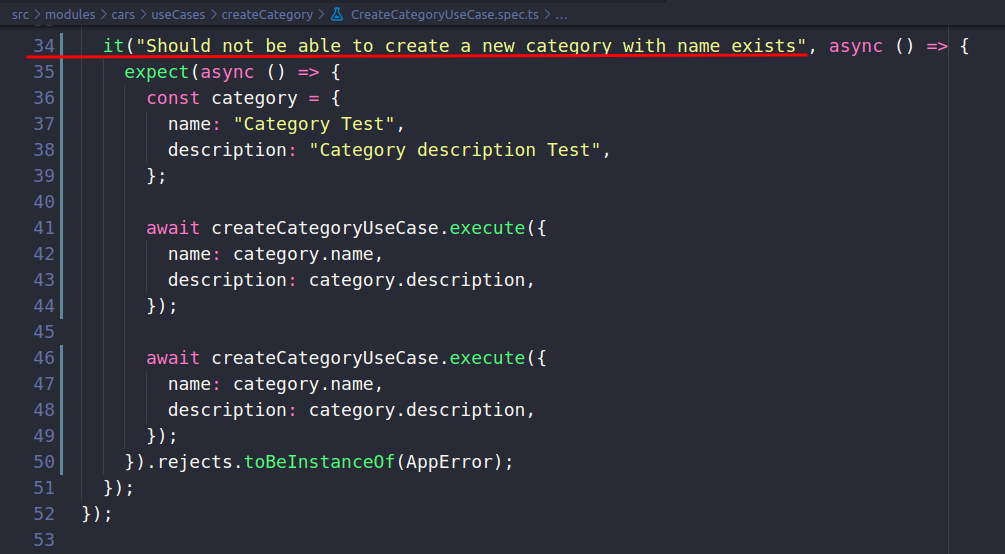 src > modules > cars > useCases > createCategory > CreateCategoryUseCase.spec.ts > ...
34 it("Should not be able to create a new category with name exists", async () => {
35 expect(async () => {
36 const category = {
37 name: "Category Test",
38 description: "Category description Test",
39 };
40
41 await createCategoryUseCase.execute({
42 name: category.name,
43 description: category.description,
44 });
45
46 await createCategoryUseCase.execute({
47 name: category.name,
48 description: category.description,
49 });
50 }).rejects.toBeInstanceOf(AppError);
51 });
52 });
53